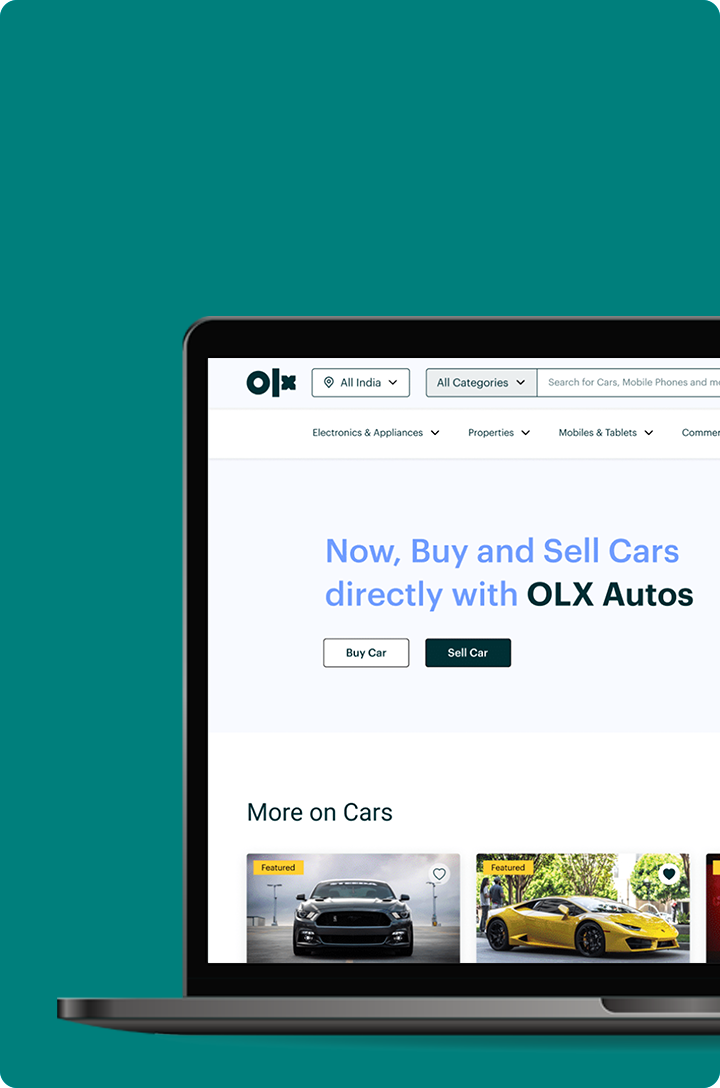 olx All India All Categories Search for Cars, Mobile Phones and
Electronics & Appliances Properties Mobiles & Tablets
Now, Buy and Sell Cars
directly with OLX Autos
Buy Car Sell Car
More on Cars
Featured Featured